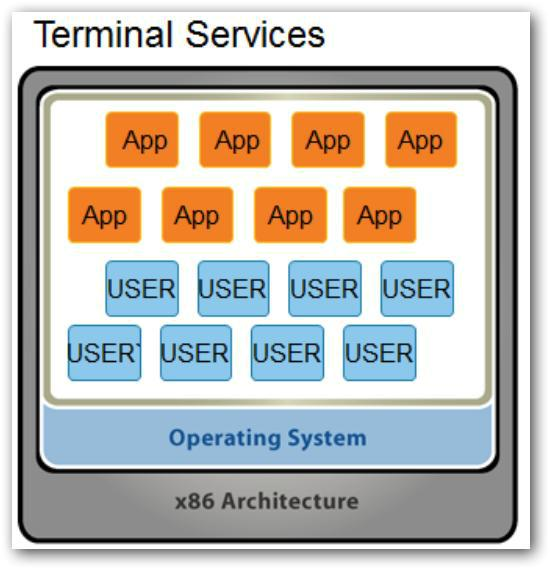 Terminal Services
App App App App
App App App App
USER USER USER USER
USERY USER USER USER
Operating System
x86 Architecture